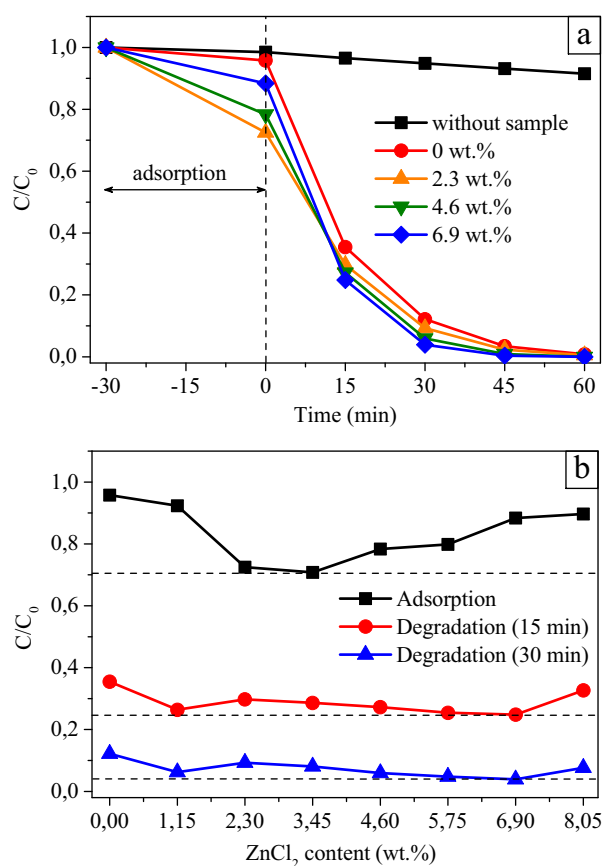 a
1,0
0,8
0,6
0,4
0,2
0,0
C/C0
without sample
0 wt.%
2.3 wt.%
4.6 wt.%
6.9 wt.%
adsorption
-30 -15 0 15 30 45 60
Time (min)
b
1,0
0,8
0,6
0,4
0,2
0,0
C/C0
Adsorption
Degradation (15 min)
Degradation (30 min)
0,00 1,15 2,30 3,45 4,60 5,75 6,90 8,05
ZnCl2 content (wt.%)